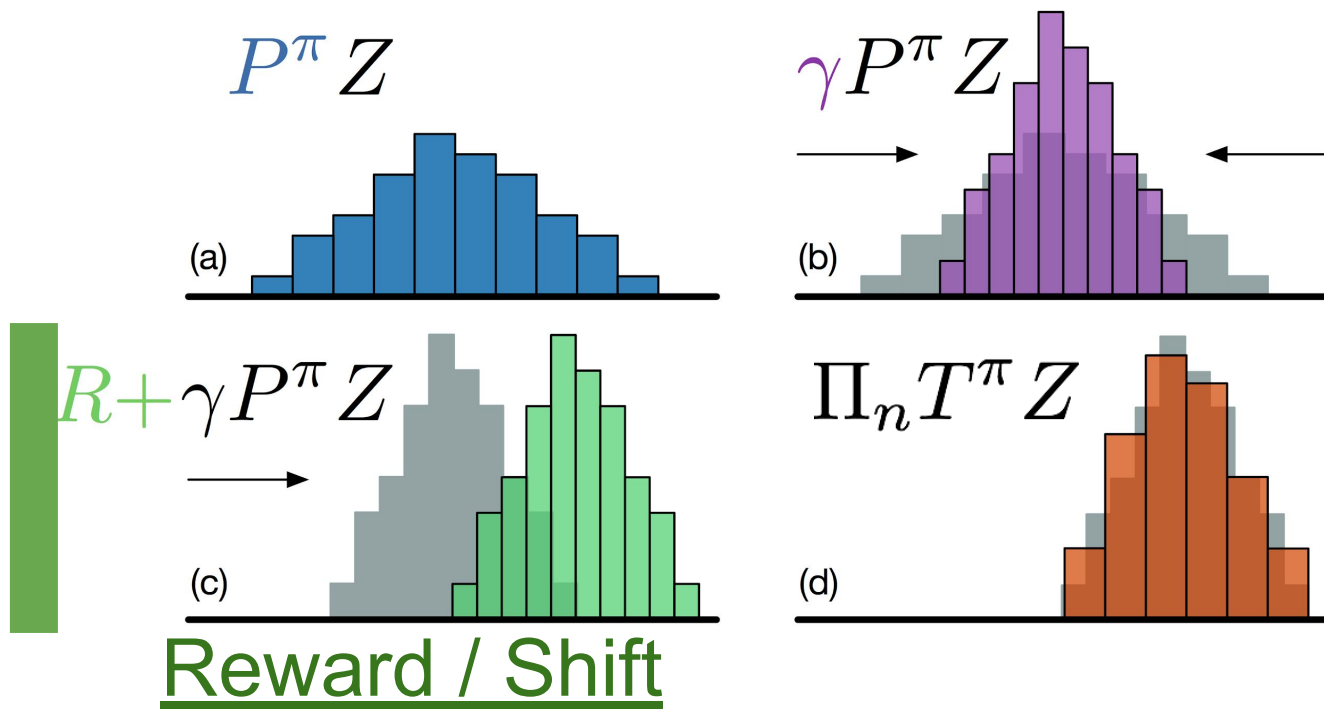 P^π Z
(a)
γP^π Z
(b)
R+γP^π Z
(c)
Π_n T^π Z
(d)
Reward / Shift